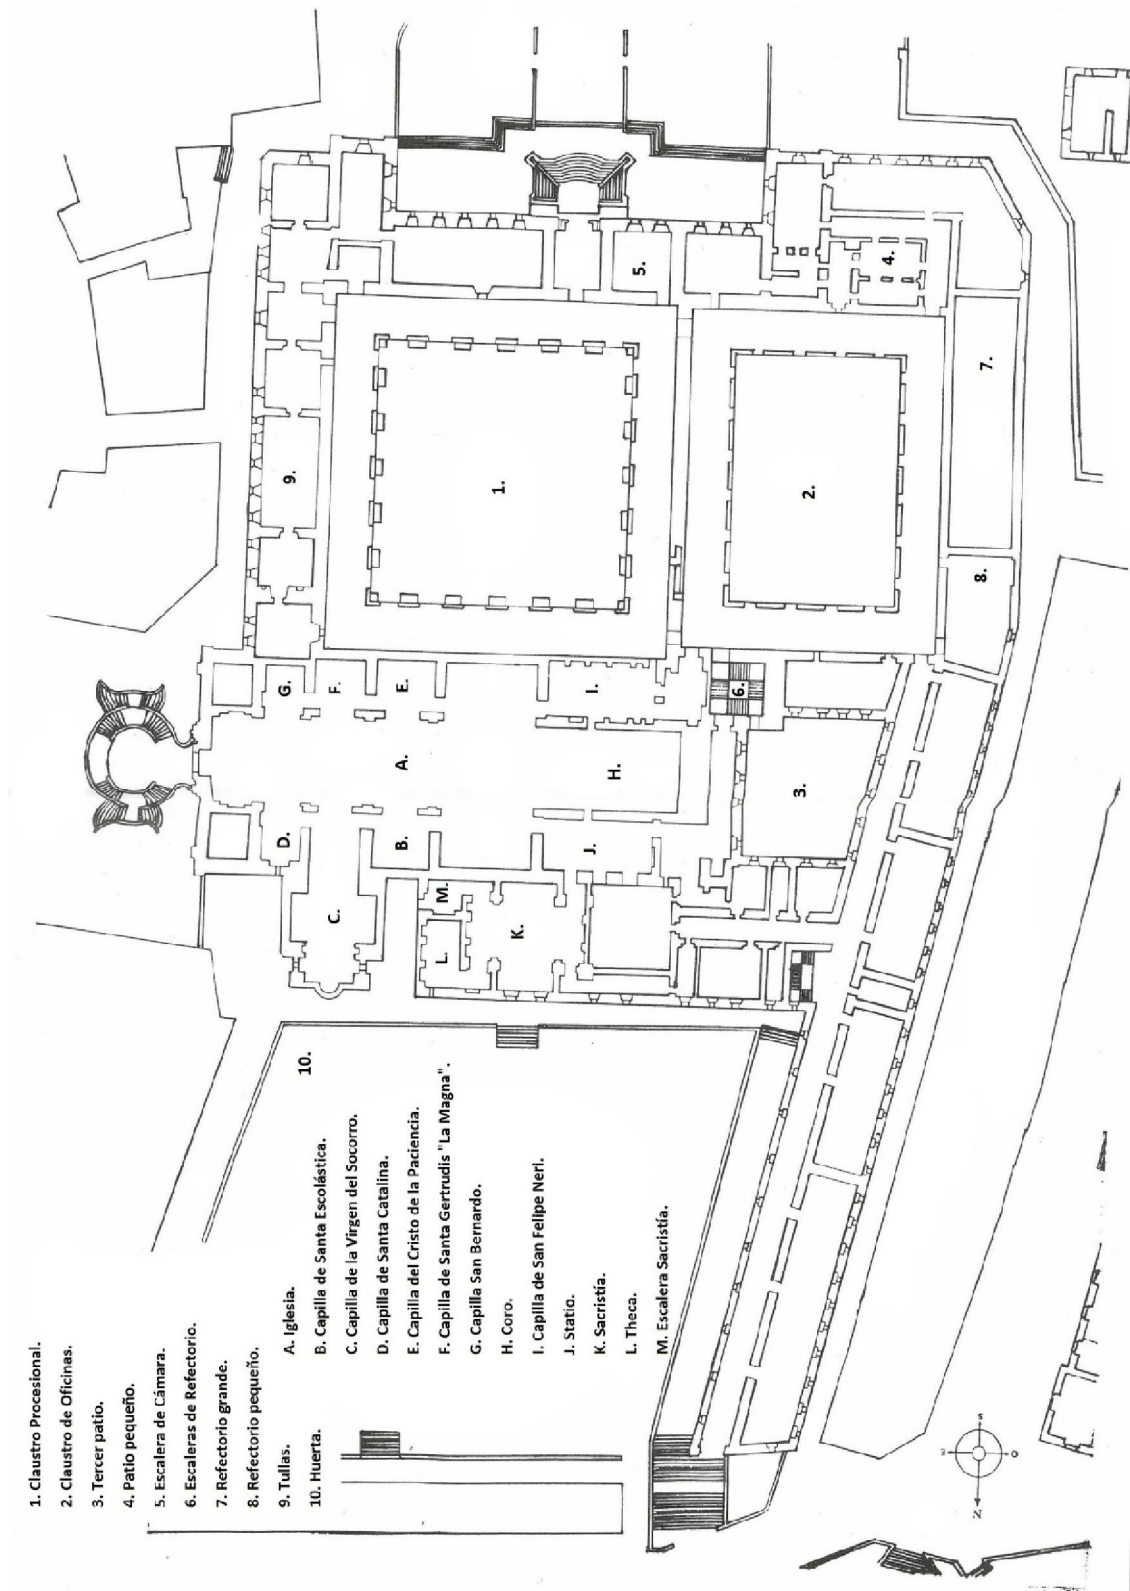 1. Claustro Procesional.
2. Claustro de Oficinas.
3. Tercer patio.
4. Patio pequeño.
5. Escalera de Cámara.
6. Escaleras de Refectorio.
7. Refectorio grande.
8. Refectorio pequeño.
9. Tullas.
10. Huerta.
A. Iglesia.
B. Capilla de Santa Escolástica.
C. Capilla de la Virgen del Socorro.
D. Capilla de Santa Catalina.
E. Capilla del Cristo de la Paciencia.
F. Capilla de Santa Gertrudis "La Magna".
G. Capilla San Bernardo.
H. Coro.
I. Capilla de San Felipe Neri.
J. Statio.
K. Sacristía.
L. Theca.
M. Escalera Sacristía.
10.
D.
G.
C.
F.
9.
B.
A.
E.
L.
M.
K.
1.
J.
H.
I.
5.
6.
3.
2.
4.
8.
7.
N
S
O